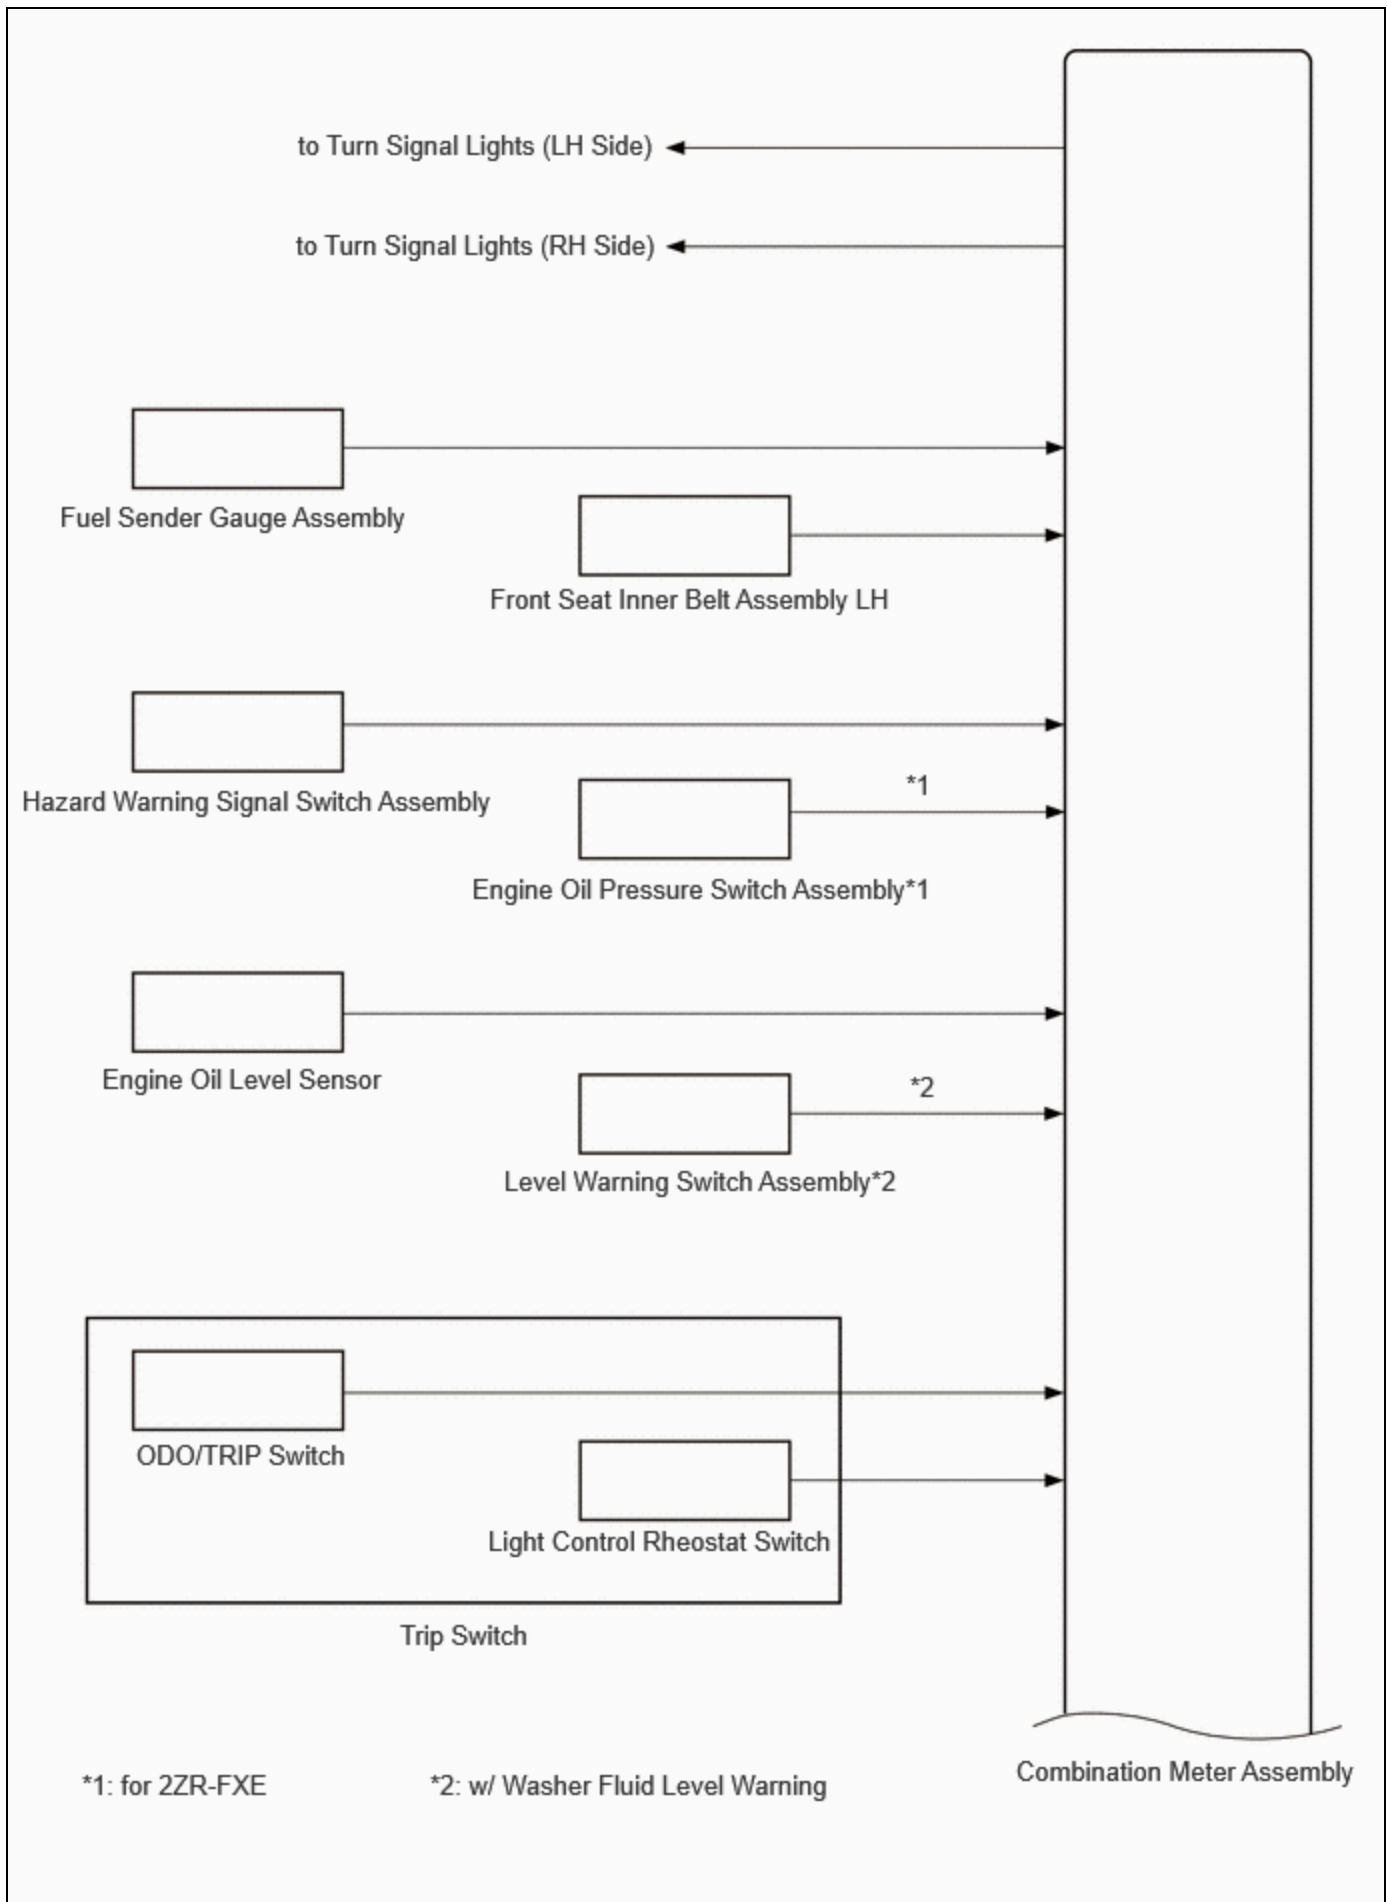 to Turn Signal Lights (LH Side)
to Turn Signal Lights (RH Side)
Fuel Sender Gauge Assembly
Front Seat Inner Belt Assembly LH
Hazard Warning Signal Switch Assembly
*1
Engine Oil Pressure Switch Assembly*1
Engine Oil Level Sensor
*2
Level Warning Switch Assembly*2
ODO/TRIP Switch
Light Control Rheostat Switch
Trip Switch
Combination Meter Assembly
*1: for 2ZR-FXE
*2: w/ Washer Fluid Level Warning